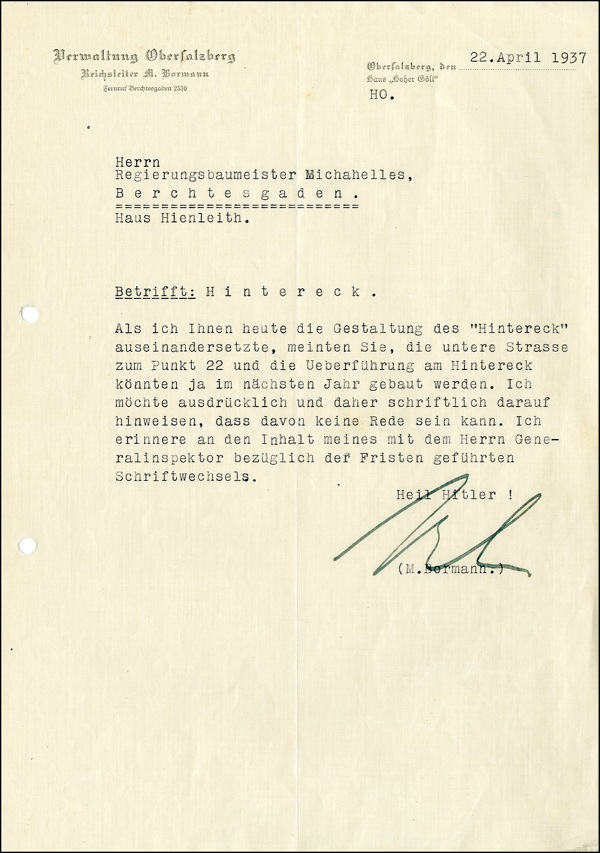 Verwaltung Obersalzberg
Reichsleiter M. Bormann
Fernruf Berchtesgaden 2550
22.April 1937
Obersalzberg, den
Haus „Hoher Göll“
HO.
Herrn
Regierungsbaumeister Michahelles,
B e r c h t e s g a d e n .
===========================
Haus Hienleith.
Betrifft: H i n t e r e c k .
Als ich Ihnen heute die Gestaltung des "Hintereck"
auseinandersetzte, meinten Sie, die untere Strasse
zum Punkt 22 und die Ueberführung am Hintereck
könnten ja im nächsten Jahr gebaut werden. Ich
möchte ausdrücklich und daher schriftlich darauf
hinweisen, dass davon keine Rede sein kann. Ich
erinnere an den Inhalt meines mit dem Herrn Gene-
ralinspektor bezüglich der Fristen geführten
Schriftwechsels.
Heil Hitler !
(M.Bormann.)